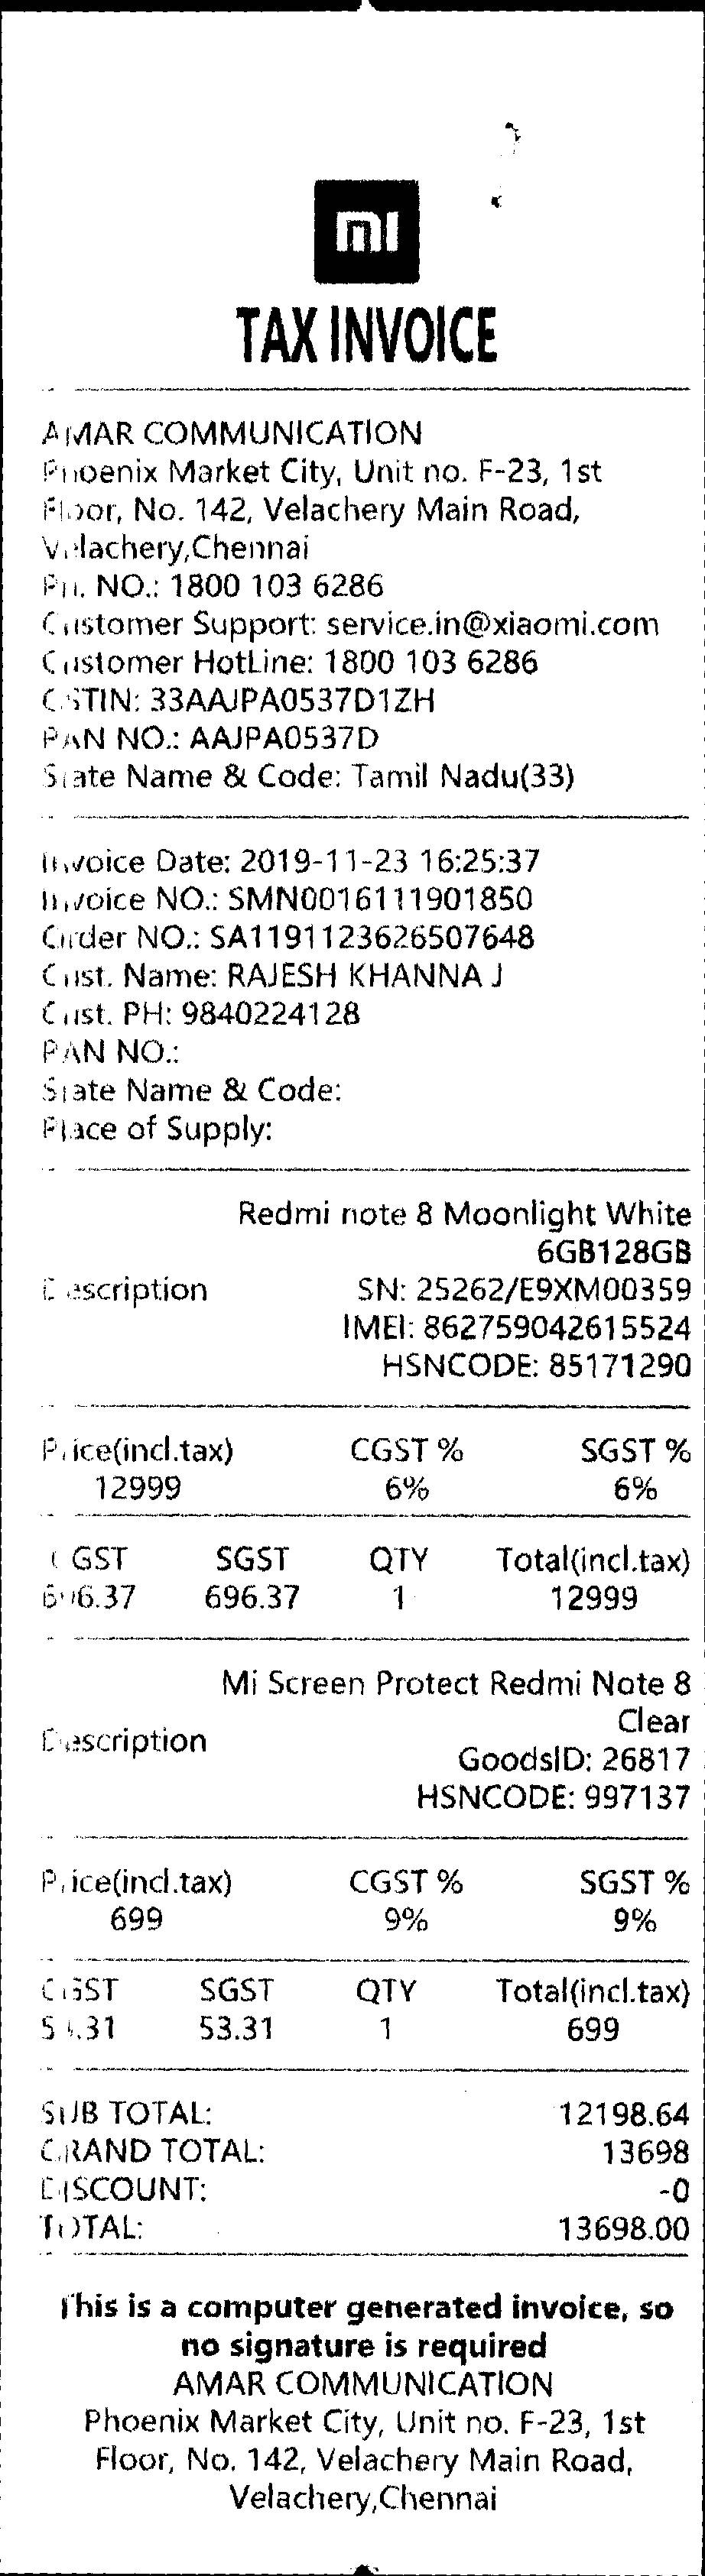 mi
TAX INVOICE
AMAR COMMUNICATION
Phoenix Market City, Unit no. F-23, 1st
Floor, No. 142, Velachery Main Road,
Velachery,Chennai
PH. NO.: 1800 103 6286
Customer Support: service.in@xiaomi.com
Customer HotLine: 1800 103 6286
GSTIN: 33AAJPA0537D1ZH
PAN NO.: AAJPA0537D
State Name & Code: Tamil Nadu(33)
Invoice Date: 2019-11-23 16:25:37
Invoice NO.: SMN0016111901850
Order NO.: SA1191123626507648
Cust. Name: RAJESH KHANNA J
Cust. PH: 9840224128
PAN NO.:
State Name & Code:
Place of Supply:
Redmi note 8 Moonlight White
6GB128GB
Description SN: 25262/E9XM00359
IMEI: 862759042615524
HSNCODE: 85171290
Price(incl.tax) CGST % SGST %
12999 6% 6%
CGST SGST QTY Total(incl.tax)
696.37 696.37 1 12999
Mi Screen Protect Redmi Note 8
Clear
Description
GoodsID: 26817
HSNCODE: 997137
Price(incl.tax) CGST % SGST %
699 9% 9%
CGST SGST QTY Total(incl.tax)
53.31 53.31 1 699
SUB TOTAL: 12198.64
GRAND TOTAL: 13698
DISCOUNT: -0
TOTAL: 13698.00
This is a computer generated invoice, so
no signature is required
AMAR COMMUNICATION
Phoenix Market City, Unit no. F-23, 1st
Floor, No. 142, Velachery Main Road,
Velachery,Chennai